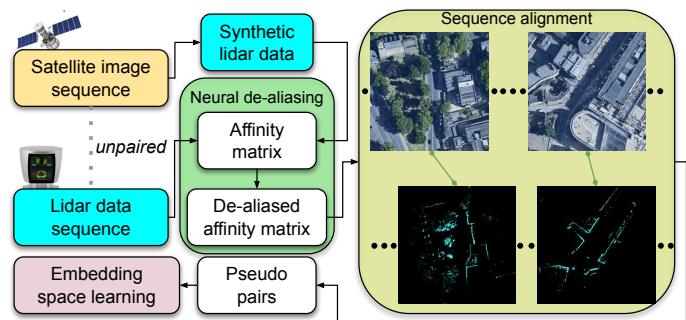 Satellite image
sequence
Synthetic
lidar data
Sequence alignment
unpaired
Neural de-aliasing
Affinity
matrix
Lidar data
sequence
De-aliased
affinity matrix
Embedding
space learning
Pseudo
pairs